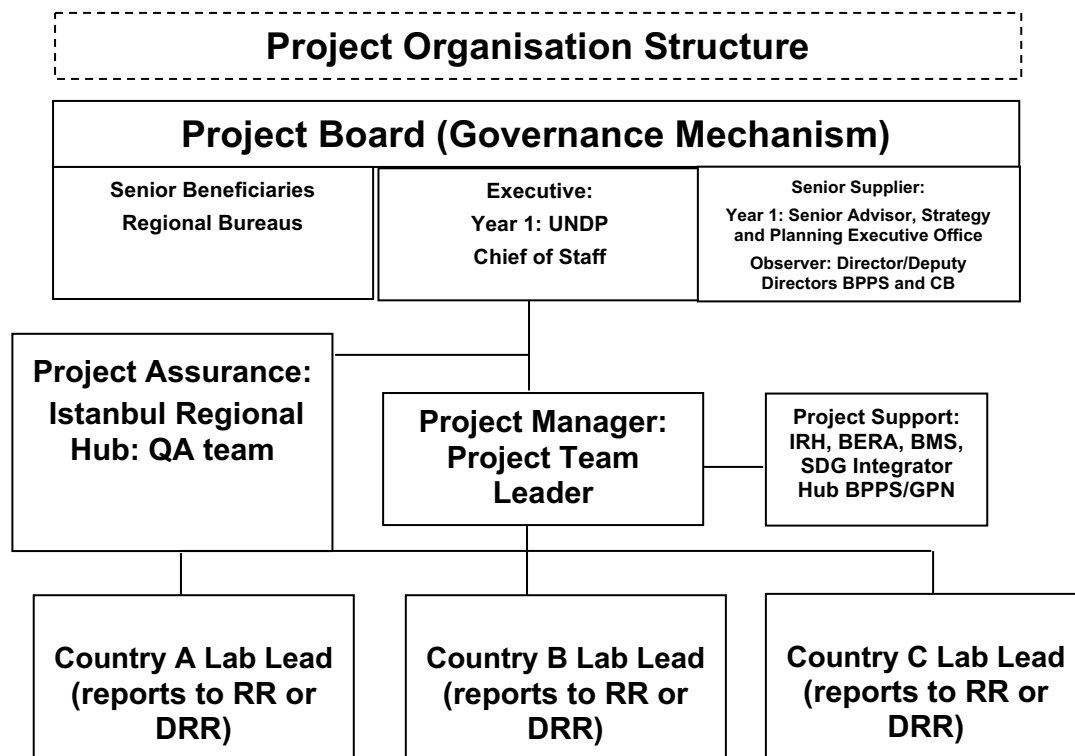 Project Organisation Structure
Project Board (Governance Mechanism)
Senior Beneficiaries
Regional Bureaus
Executive:
Year 1: UNDP
Chief of Staff
Senior Supplier:
Year 1: Senior Advisor, Strategy
and Planning Executive Office
Observer: Director/Deputy
Directors BPPS and CB
Project Assurance:
Istanbul Regional
Hub: QA team
Project Manager:
Project Team
Leader
Project Support:
IRH, BERA, BMS,
SDG Integrator
Hub BPPS/GPN
Country A Lab Lead
(reports to RR or
DRR)
Country B Lab Lead
(reports to RR or
DRR)
Country C Lab Lead
(reports to RR or
DRR)